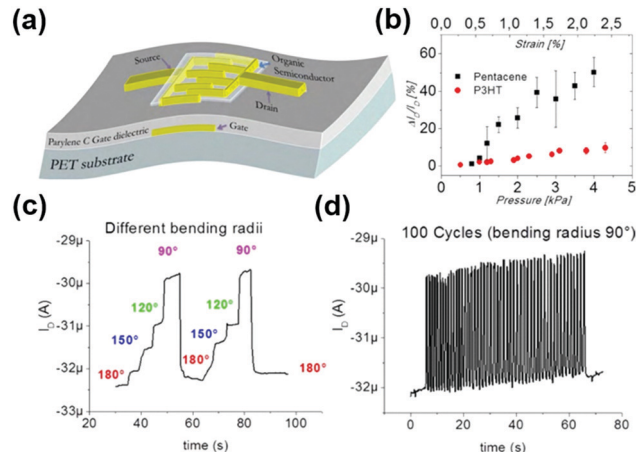 (a)
Source
Organic
Semiconductor
Drain
Parylene C Gate dielectric
Gate
PET substrate
(b)
0,0 0,5 1,0 1,5 2,0 2,5
Strain [%]
60
40
20
0
ΔI_D/I_D [%]
Pentacene
P3HT
0 1 2 3 4 5
Pressure [kPa]
(c)
Different bending radii
-29µ
-30µ
-31µ
-32µ
-33µ
I_D (A)
90°
90°
120°
120°
150°
150°
180°
180°
180°
20 40 60 80 100
time (s)
(d)
100 Cycles (bending radius 90°)
-29µ
-30µ
-31µ
-32µ
I_D (A)
0 20 40 60 80
time (s)